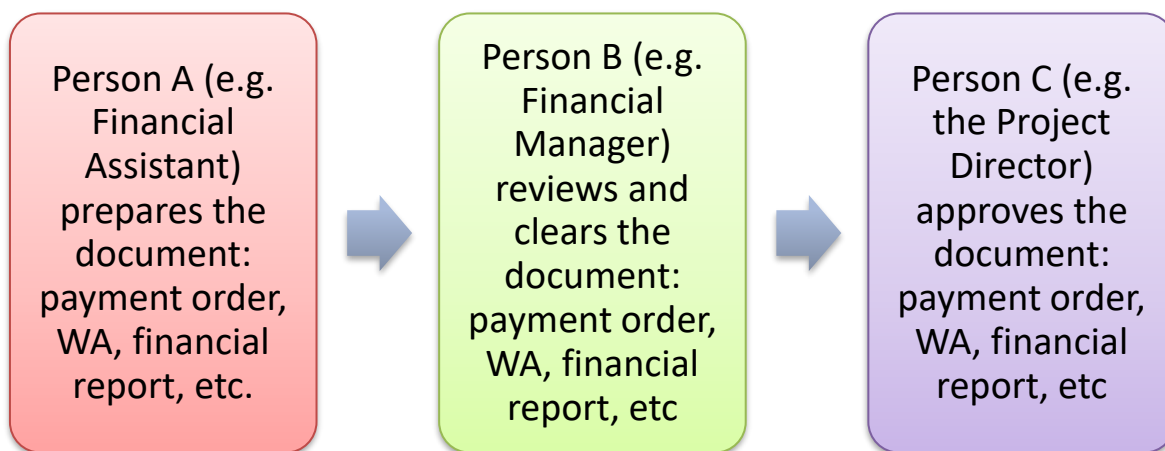 Person A (e.g.
Financial
Assistant)
prepares the
document:
payment order,
WA, financial
report, etc.
Person B (e.g.
Financial
Manager)
reviews and
clears the
document:
payment order,
WA, financial
report, etc
Person C (e.g.
the Project
Director)
approves the
document:
payment order,
WA, financial
report, etc